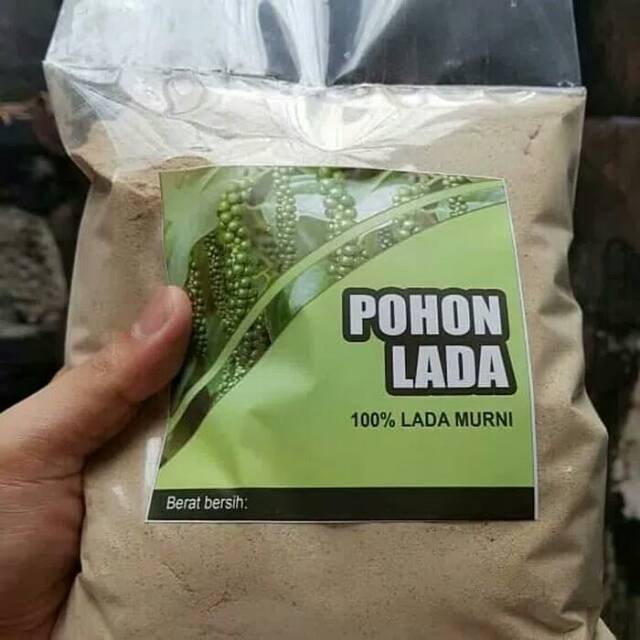 POHON
LADA
100% LADA MURNI
Berat bersih: